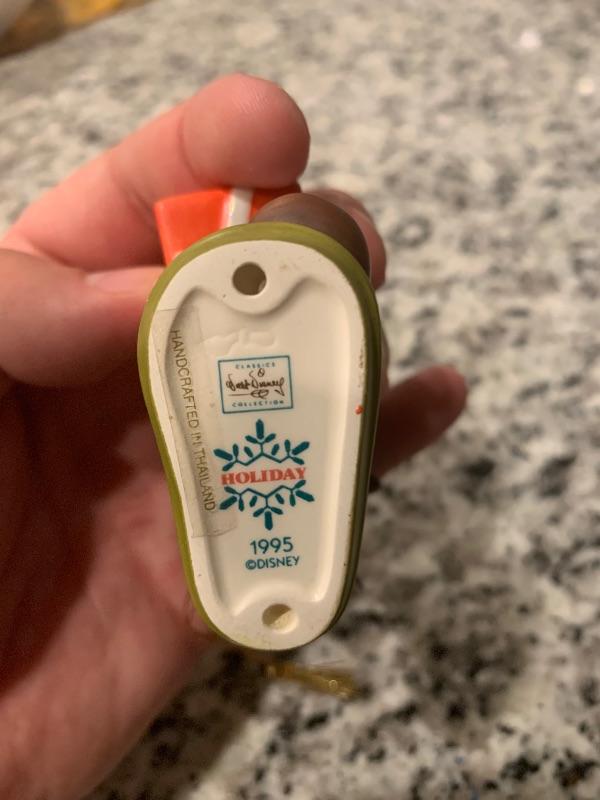 HANDCRAFTED IN THAILAND
CLASSICS
Walt Disney
COLLECTION
HOLIDAY
1995
©DISNEY